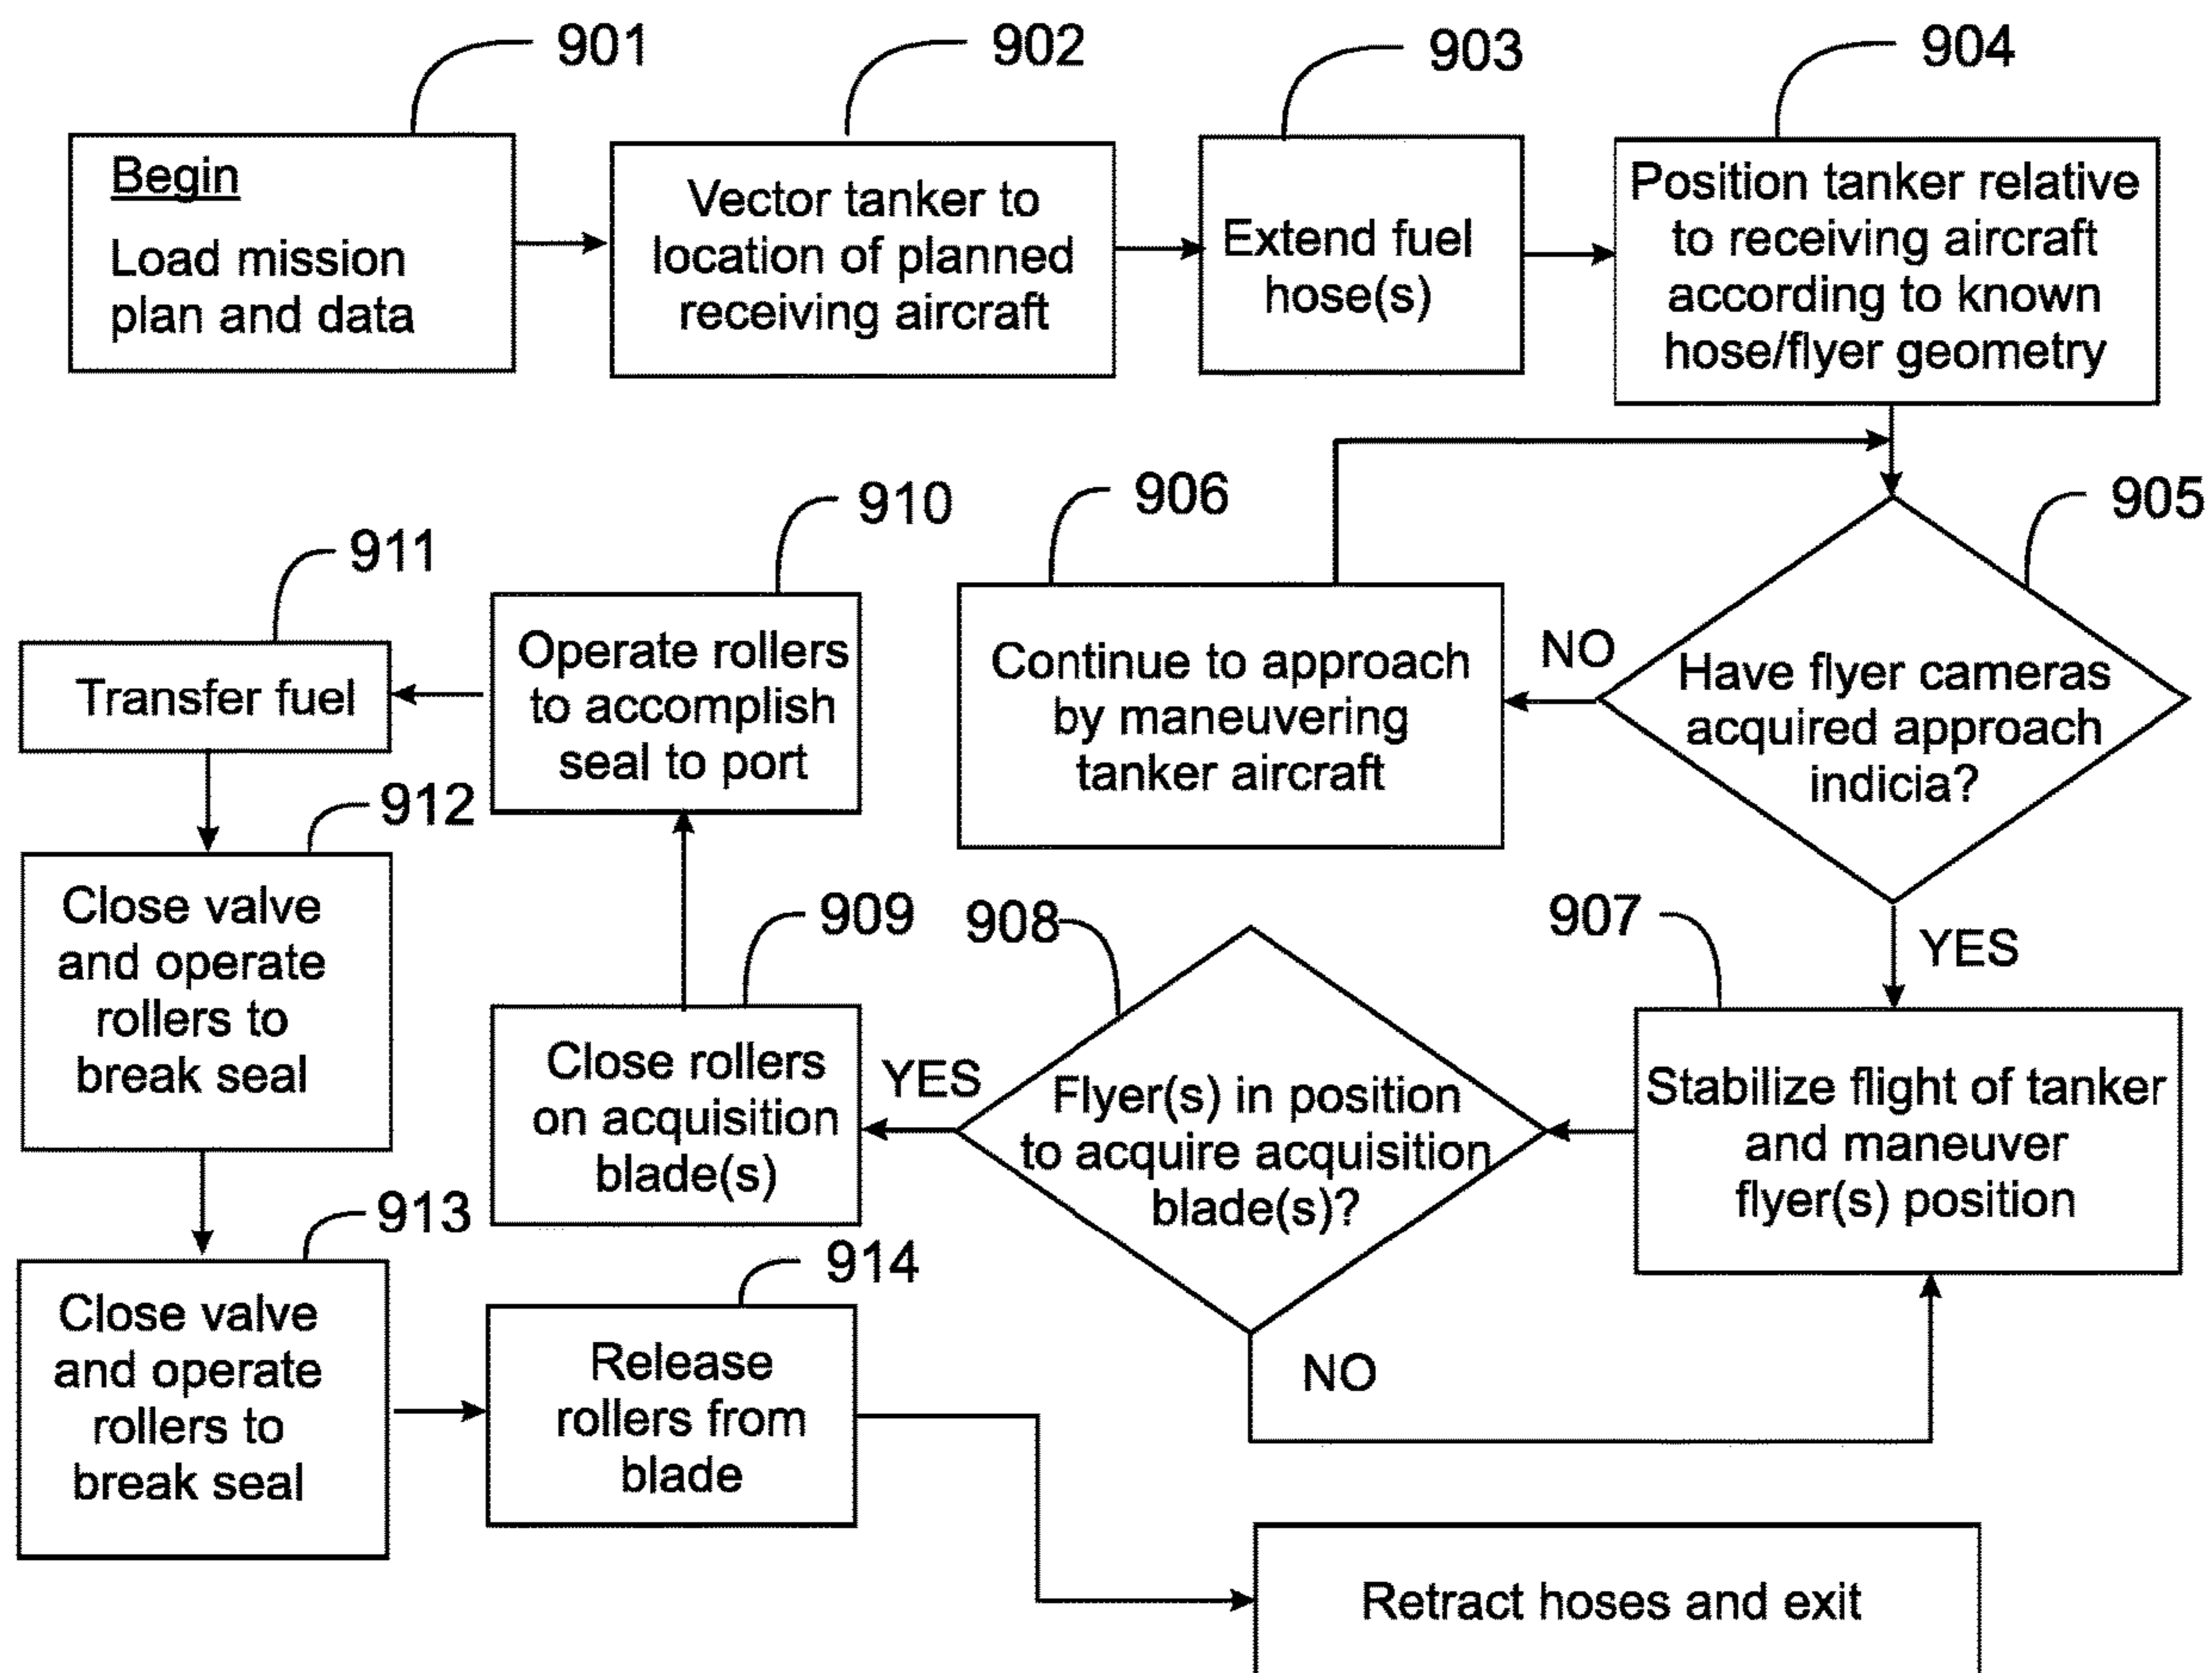 901
Begin
Load mission
plan and data
902
Vector tanker to
location of planned
receiving aircraft
903
Extend fuel
hose(s)
904
Position tanker relative
to receiving aircraft
according to known
hose/flyer geometry
905
Have flyer cameras
acquired approach
indicia?
NO
YES
906
Continue to approach
by maneuvering
tanker aircraft
907
Stabilize flight of tanker
and maneuver
flyer(s) position
908
Flyer(s) in position
to acquire acquisition
blade(s)?
YES
NO
909
Close rollers
on acquisition
blade(s)
910
Operate rollers
to accomplish
seal to port
911
Transfer fuel
912
Close valve
and operate
rollers to
break seal
913
Close valve
and operate
rollers to
break seal
914
Release
rollers from
blade
Retract hoses and exit